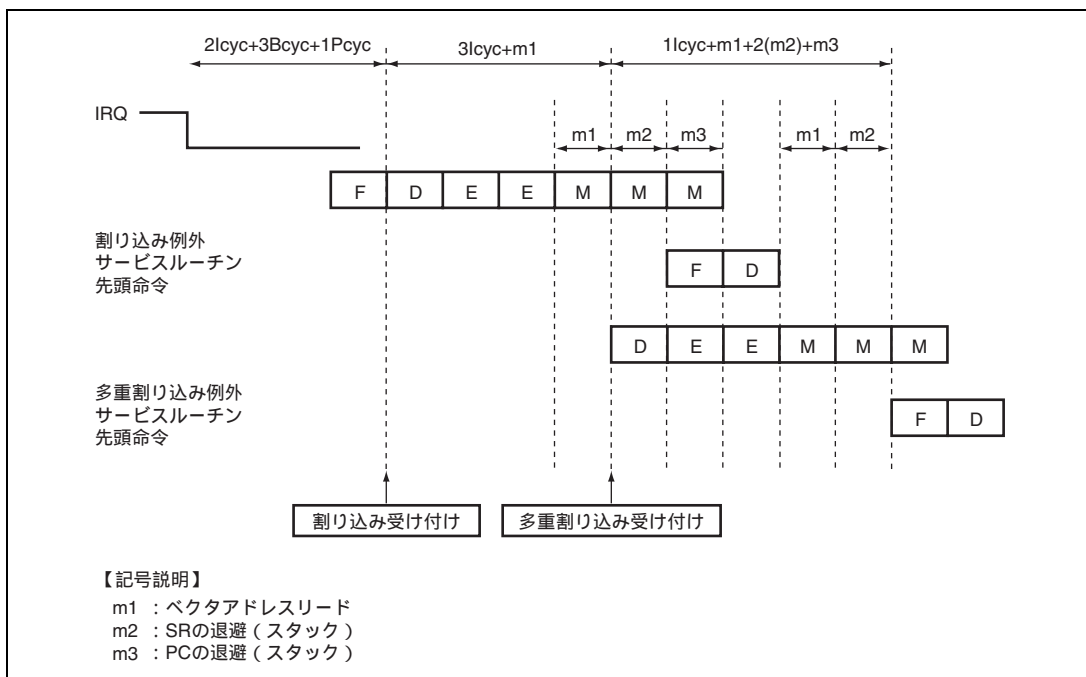 2Icyc+3Bcyc+1Pcyc 3Icyc+m1 1Icyc+m1+2(m2)+m3
IRQ
m1 m2 m3 m1 m2
F D E E M M M
割り込み例外
サービスルーチン
先頭命令
F D
D E E M M M
多重割り込み例外
サービスルーチン
先頭命令
F D
割り込み受け付け 多重割り込み受け付け
【記号説明】
m1 :ベクタアドレスリード
m2 :SRの退避(スタック)
m3 :PCの退避(スタック)